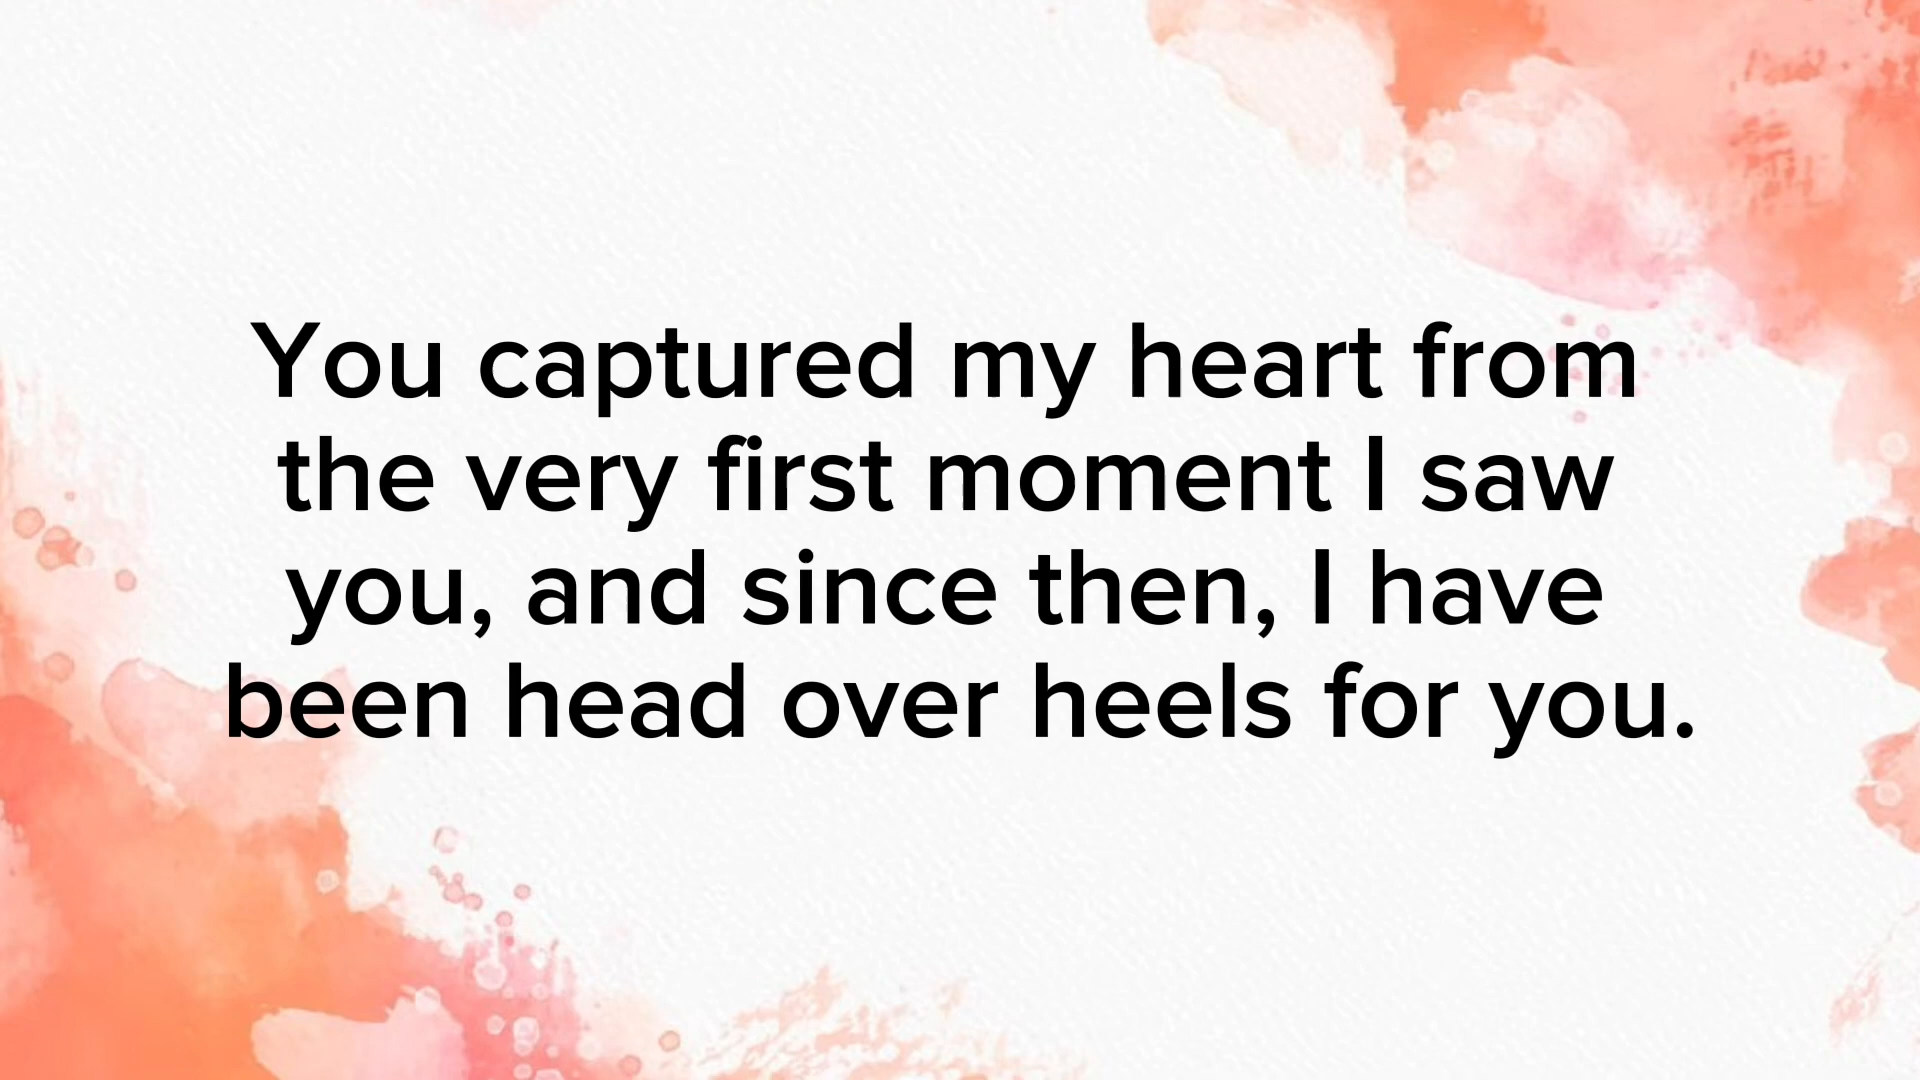 You captured my heart from
the very first moment I saw
you, and since then, I have
been head over heels for you.